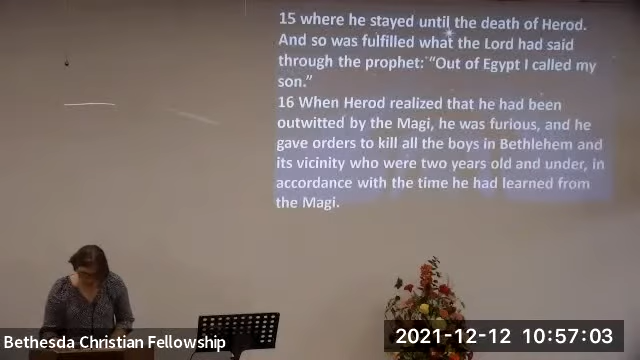 15 where he stayed until the death of Herod.
And so was fulfilled what the Lord had said
through the prophet: “Out of Egypt I called my
son.”
16 When Herod realized that he had been
outwitted by the Magi, he was furious, and he
gave orders to kill all the boys in Bethlehem and
its vicinity who were two years old and under, in
accordance with the time he had learned from
the Magi.
Bethesda Christian Fellowship
2021-12-12 10:57:03